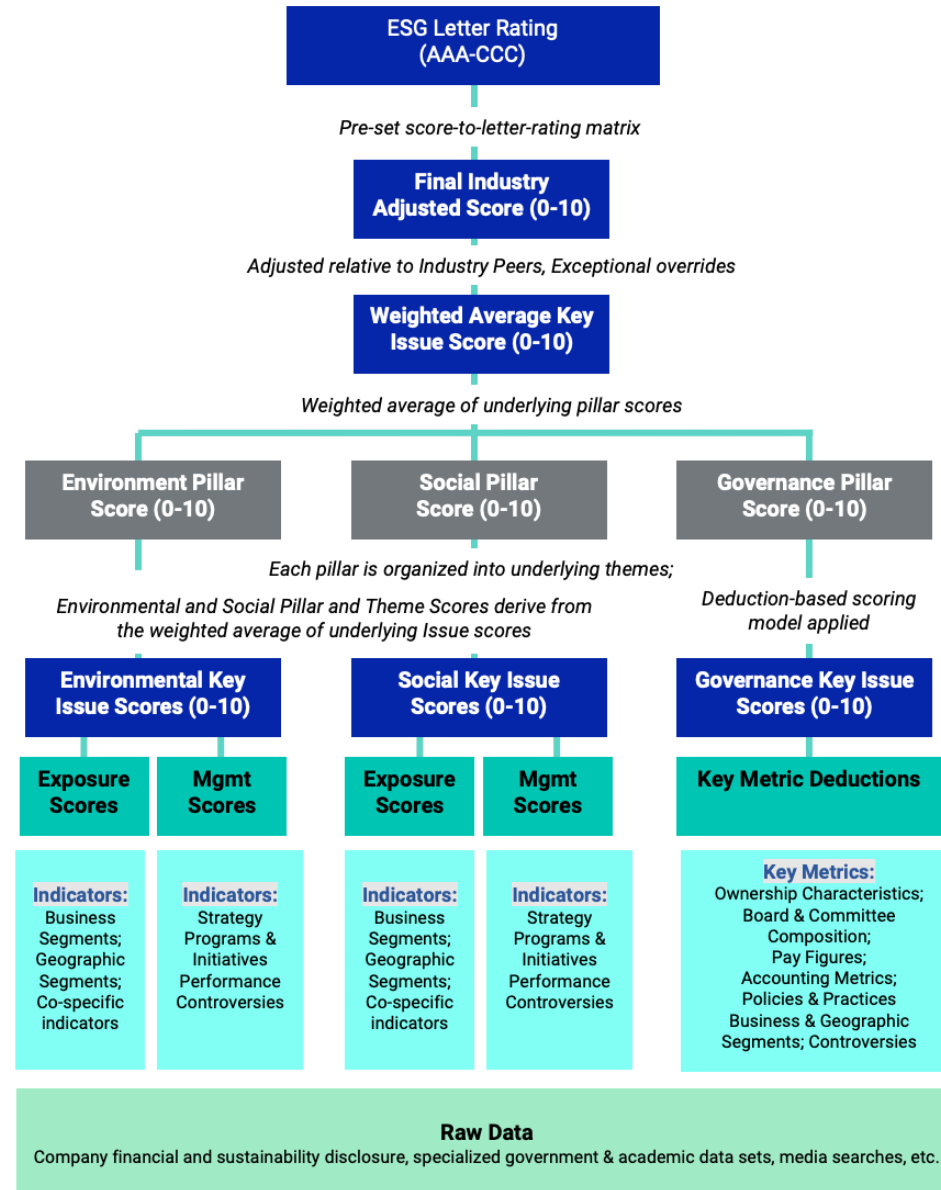 ESG Letter Rating
(AAA-CCC)
Pre-set score-to-letter-rating matrix
Final Industry
Adjusted Score (0-10)
Adjusted relative to Industry Peers, Exceptional overrides
Weighted Average Key
Issue Score (0-10)
Weighted average of underlying pillar scores
Environment Pillar
Score (0-10)
Social Pillar
Score (0-10)
Governance Pillar
Score (0-10)
Each pillar is organized into underlying themes;
Environmental and Social Pillar and Theme Scores derive from
the weighted average of underlying Issue scores
Deduction-based scoring
model applied
Environmental Key
Issue Scores (0-10)
Social Key Issue
Scores (0-10)
Governance Key Issue
Scores (0-10)
Exposure
Scores
Mgmt
Scores
Exposure
Scores
Mgmt
Scores
Key Metric Deductions
Indicators:
Business
Segments;
Geographic
Segments;
Co-specific
indicators
Indicators:
Strategy
Programs &
Initiatives
Performance
Controversies
Indicators:
Business
Segments;
Geographic
Segments;
Co-specific
indicators
Indicators:
Strategy
Programs &
Initiatives
Performance
Controversies
Key Metrics:
Ownership Characteristics;
Board & Committee
Composition;
Pay Figures;
Accounting Metrics;
Policies & Practices
Business & Geographic
Segments; Controversies
Raw Data
Company financial and sustainability disclosure, specialized government & academic data sets, media searches, etc.